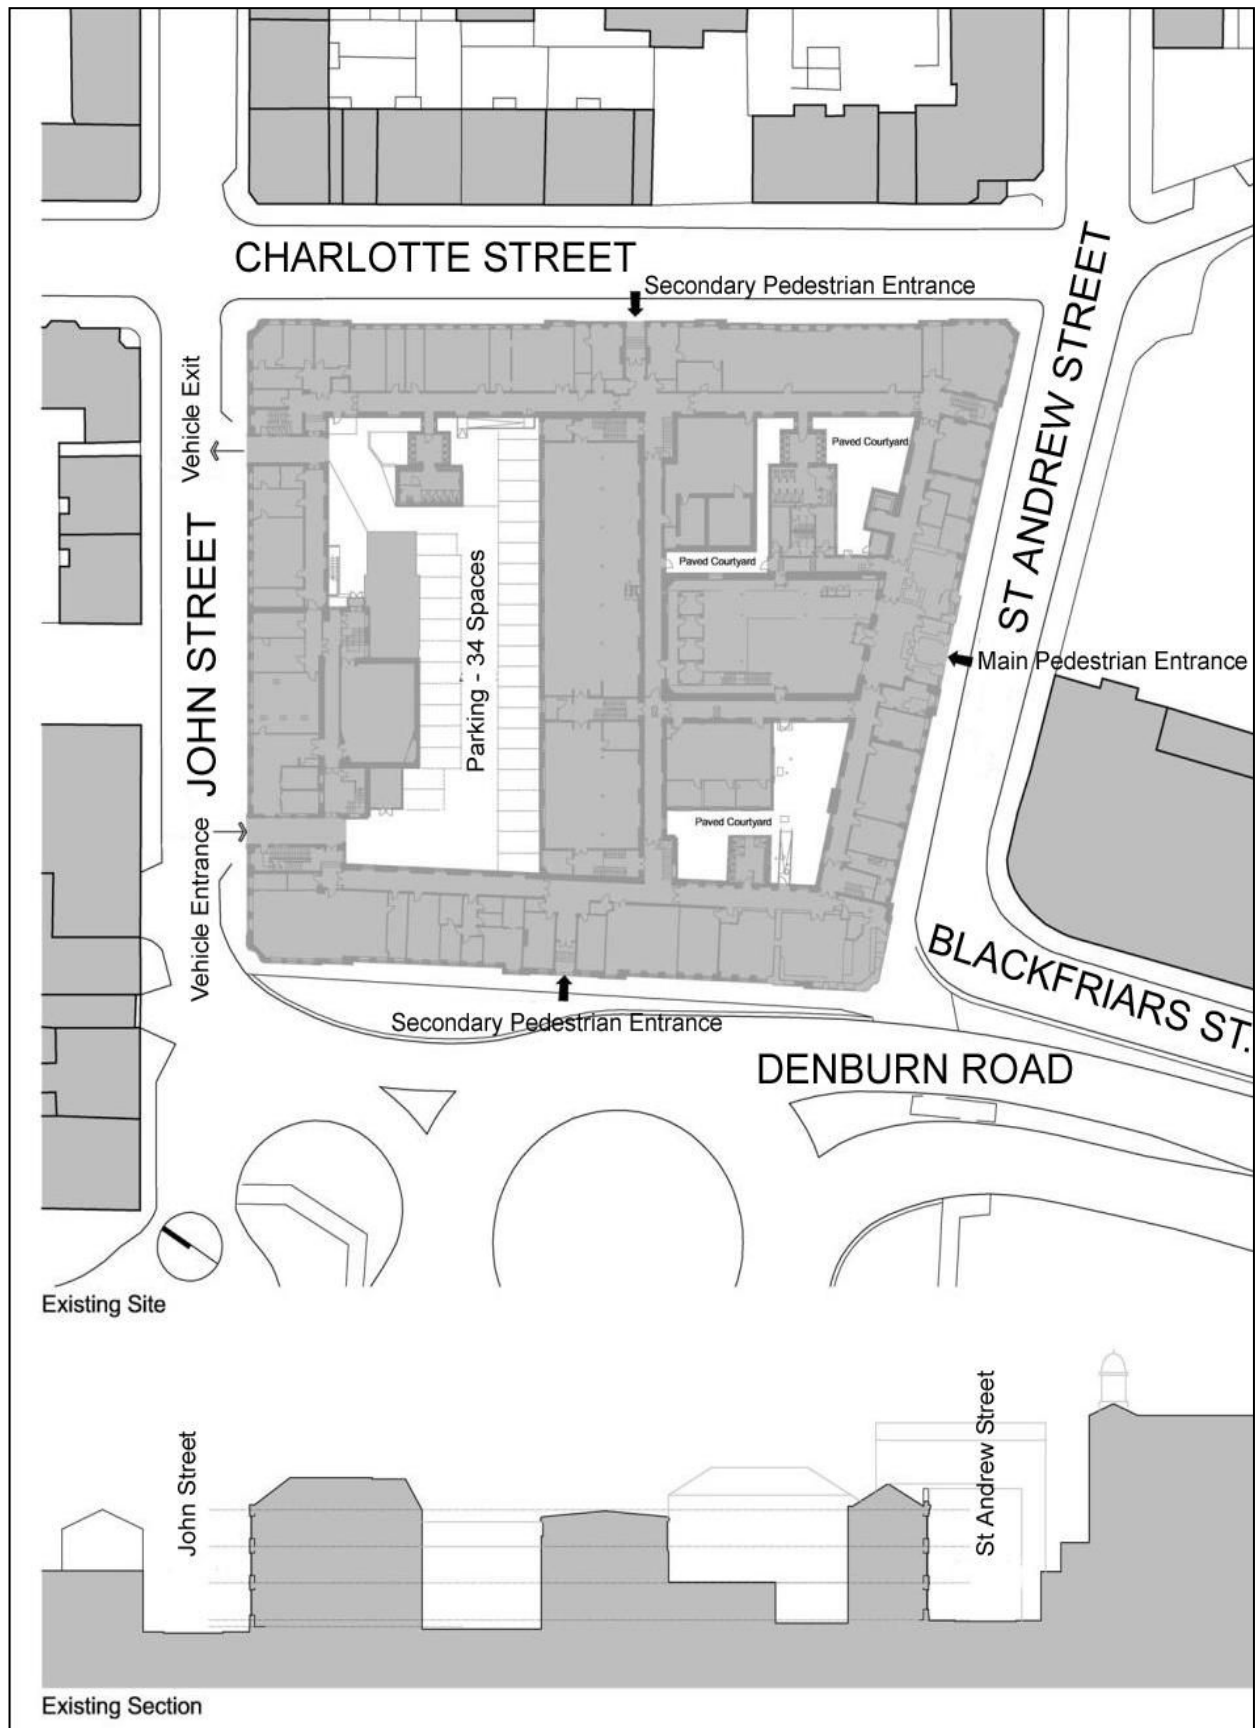 CHARLOTTE STREET
Secondary Pedestrian Entrance
ST ANDREW STREET
Vehicle Exit
Paved Courtyard
Paved Courtyard
JOHN STREET
Parking - 34 Spaces
Main Pedestrian Entrance
Paved Courtyard
Vehicle Entrance
BLACKFRIARS ST.
Secondary Pedestrian Entrance
DENBURN ROAD
Existing Site
John Street
St Andrew Street
Existing Section